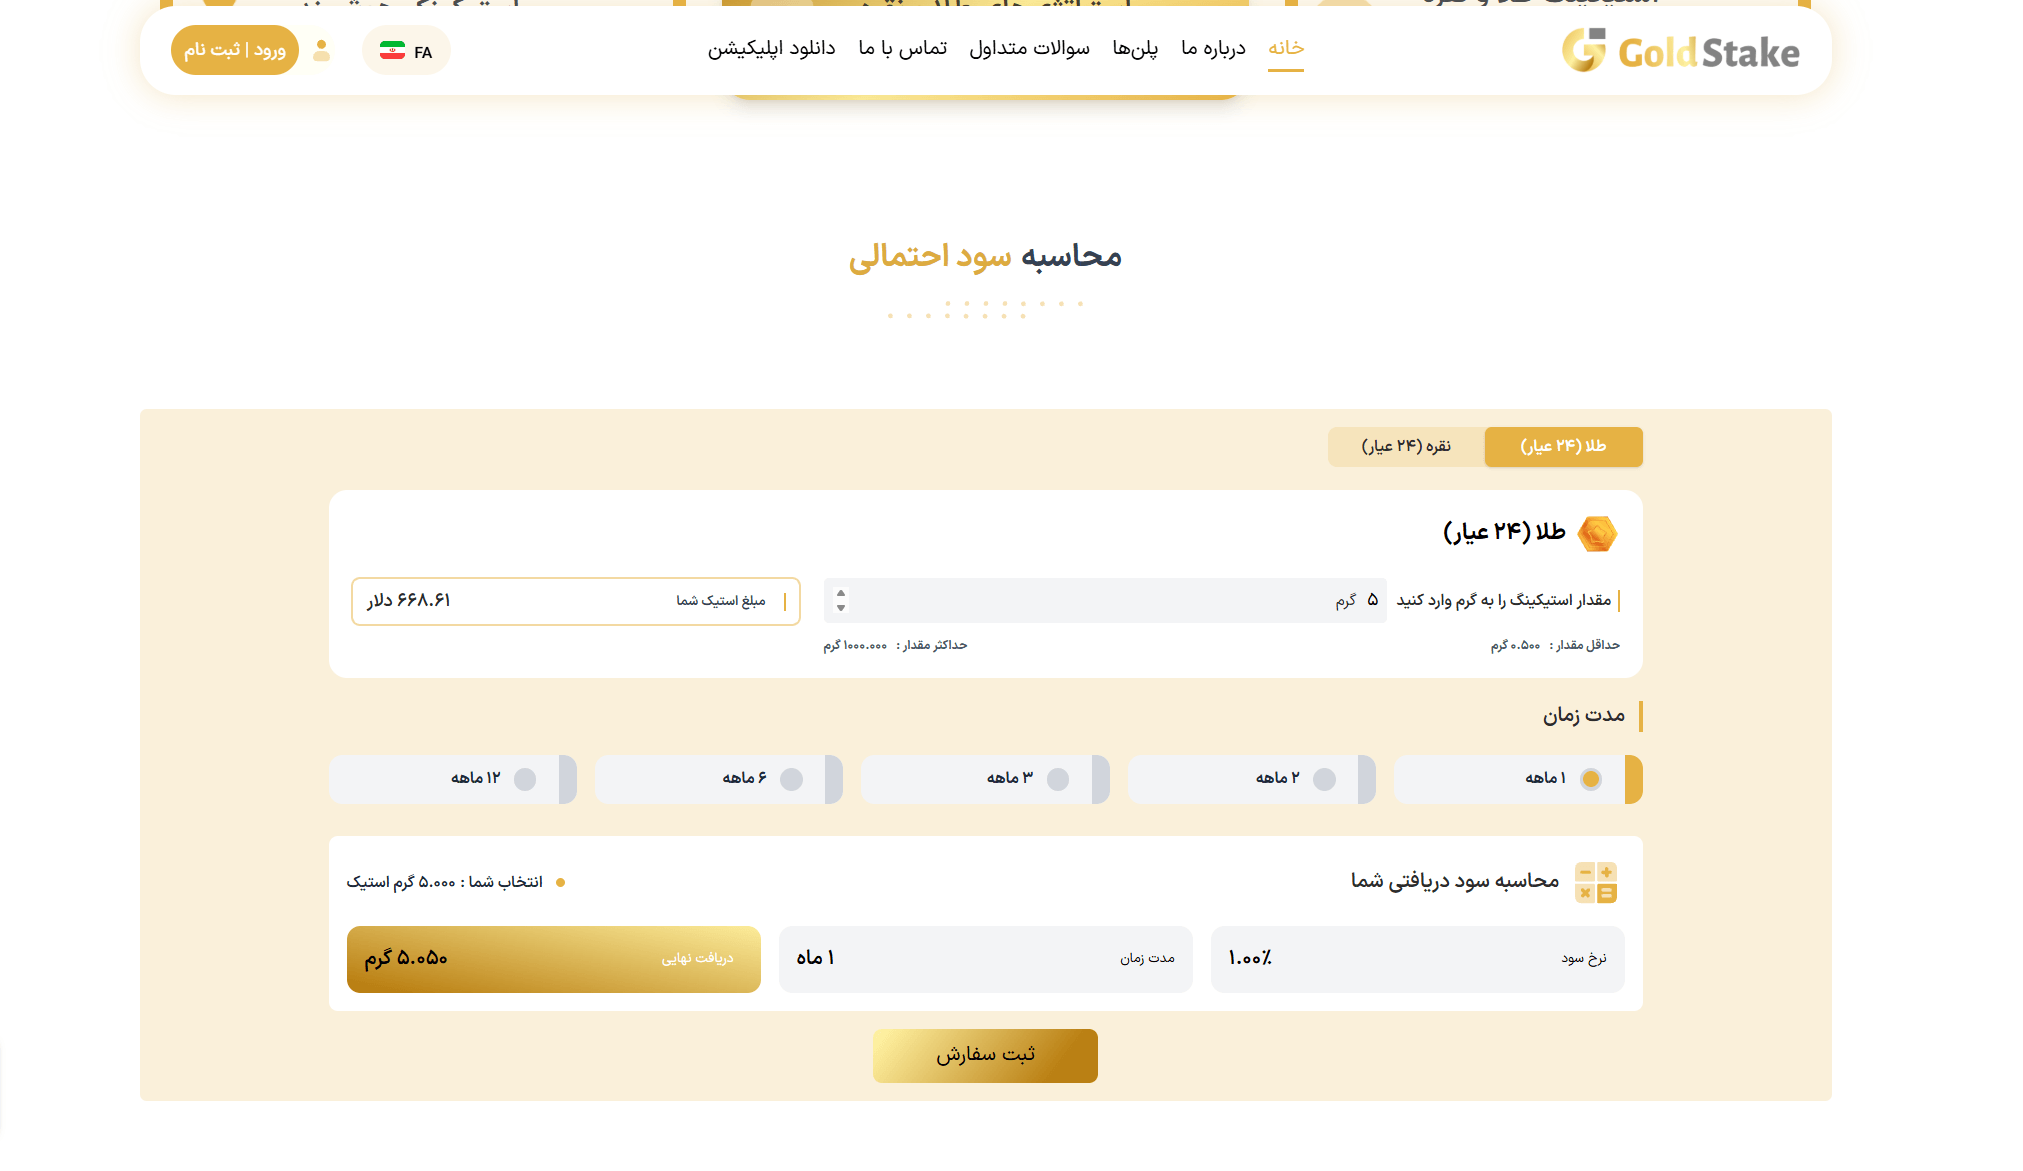 Gold Stake
خانه
درباره ما
پلن‌ها
سوالات متداول
تماس با ما
دانلود اپلیکیشن
FA
ورود | ثبت نام
محاسبه سود احتمالی
طلا (۲۴ عیار)
نقره (۲۴ عیار)
طلا (۲۴ عیار)
مقدار استیکینگ را به گرم وارد کنید
۵ گرم
مبلغ استیک شما
۶۶۸.۶۱ دلار
حداقل مقدار : ۰.۵۰۰ گرم
حداکثر مقدار : ۱۰۰۰.۰۰۰ گرم
مدت زمان
۱ ماهه
۲ ماهه
۳ ماهه
۶ ماهه
۱۲ ماهه
محاسبه سود دریافتی شما
انتخاب شما : ۵.۰۰۰ گرم استیک
نرخ سود
۱.۰۰٪
مدت زمان
۱ ماه
دریافت نهایی
۵.۰۵۰ گرم
ثبت سفارش